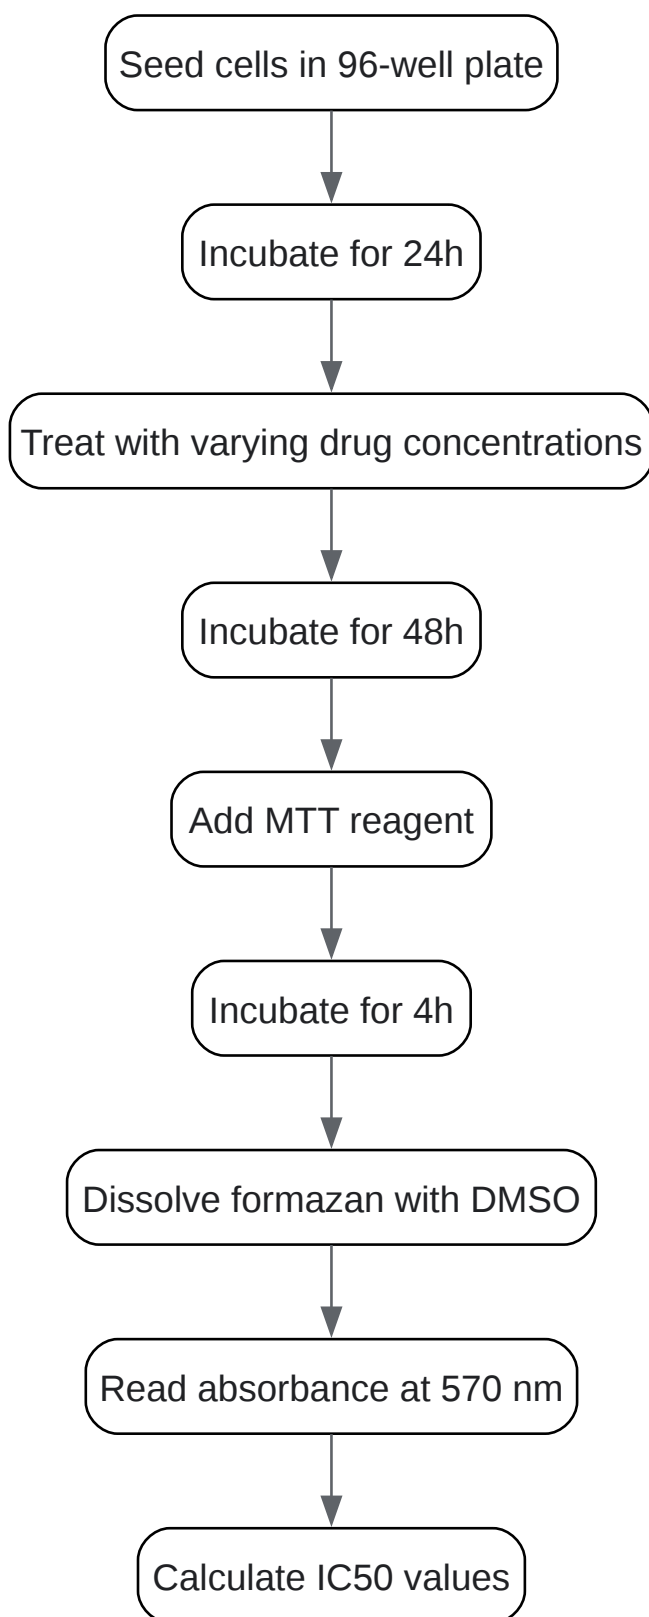 Seed cells in 96-well plate
Incubate for 24h
Treat with varying drug concentrations
Incubate for 48h
Add MTT reagent
Incubate for 4h
Dissolve formazan with DMSO
Read absorbance at 570 nm
Calculate IC50 values